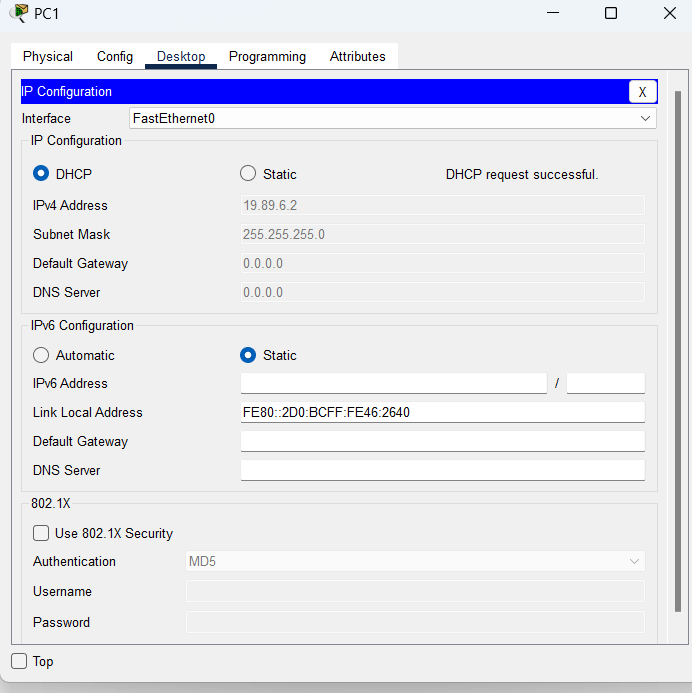 PC1
Physical Config Desktop Programming Attributes
IP Configuration X
Interface FastEthernet0
IP Configuration
DHCP Static DHCP request successful.
IPv4 Address 19.89.6.2
Subnet Mask 255.255.255.0
Default Gateway 0.0.0.0
DNS Server 0.0.0.0
IPv6 Configuration
Automatic Static
IPv6 Address /
Link Local Address FE80::2D0:BCFF:FE46:2640
Default Gateway
DNS Server
802.1X
Use 802.1X Security
Authentication MD5
Username
Password
Top